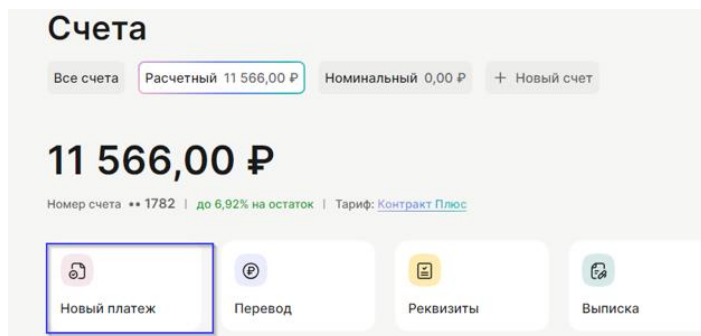 Счета
Все счета Расчетный 11 566,00 ₽ Номинальный 0,00 ₽ + Новый счет
11 566,00 ₽
Номер счета •• 1782 | до 6,92% на остаток | Тариф: Контракт Плюс
Новый платеж Перевод Реквизиты Выписка